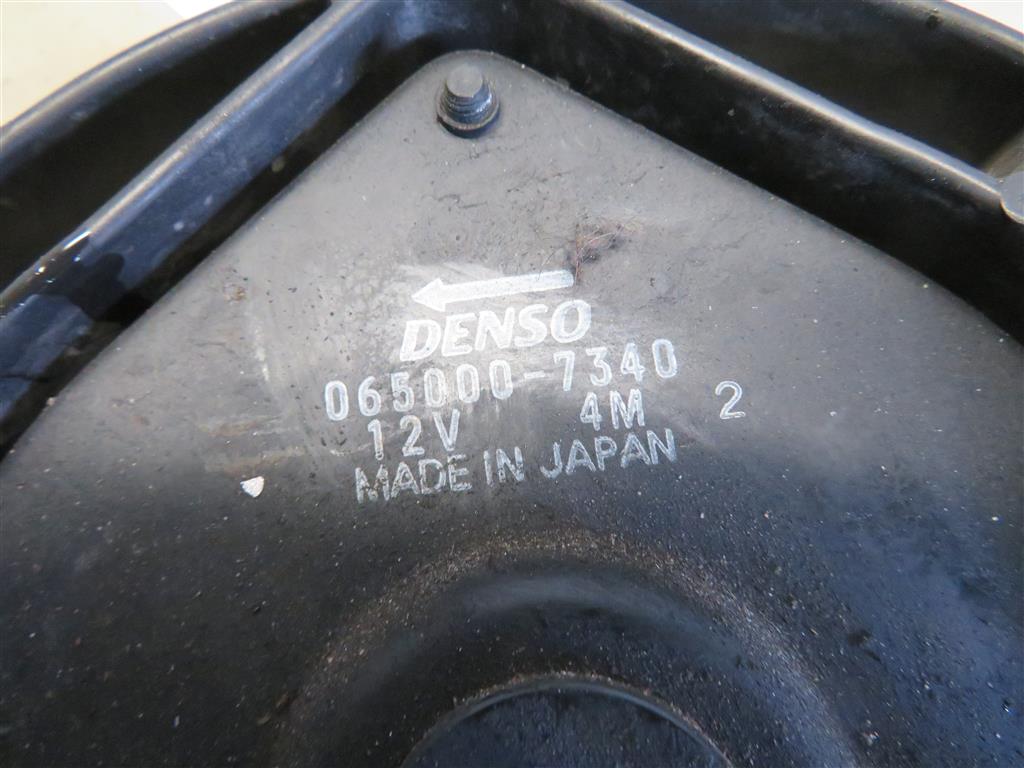 DENSO
065000-7340
12V 4M 2
MADE IN JAPAN